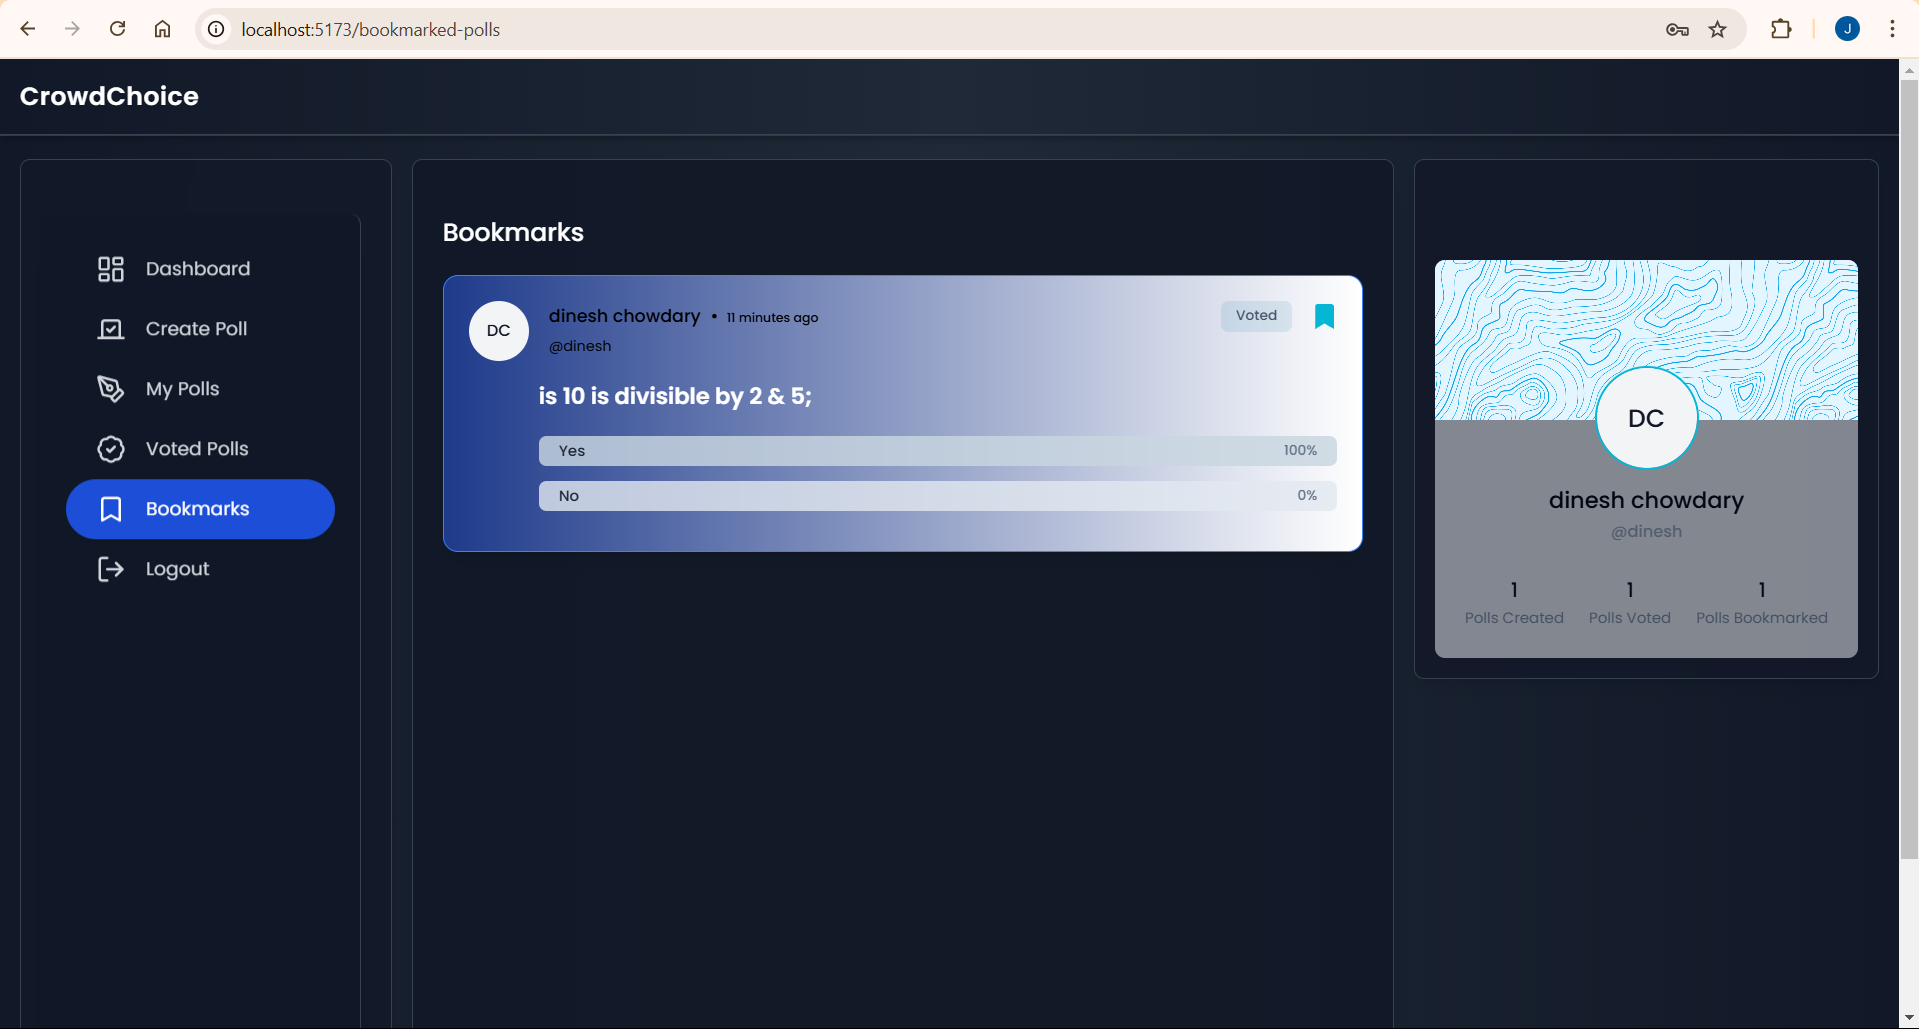 localhost:5173/bookmarked-polls
J
CrowdChoice
Dashboard
Create Poll
My Polls
Voted Polls
Bookmarks
Logout
Bookmarks
DC
dinesh chowdary • 11 minutes ago
@dinesh
Voted
is 10 is divisible by 2 & 5;
Yes 100%
No 0%
DC
dinesh chowdary
@dinesh
1 1 1
Polls Created Polls Voted Polls Bookmarked